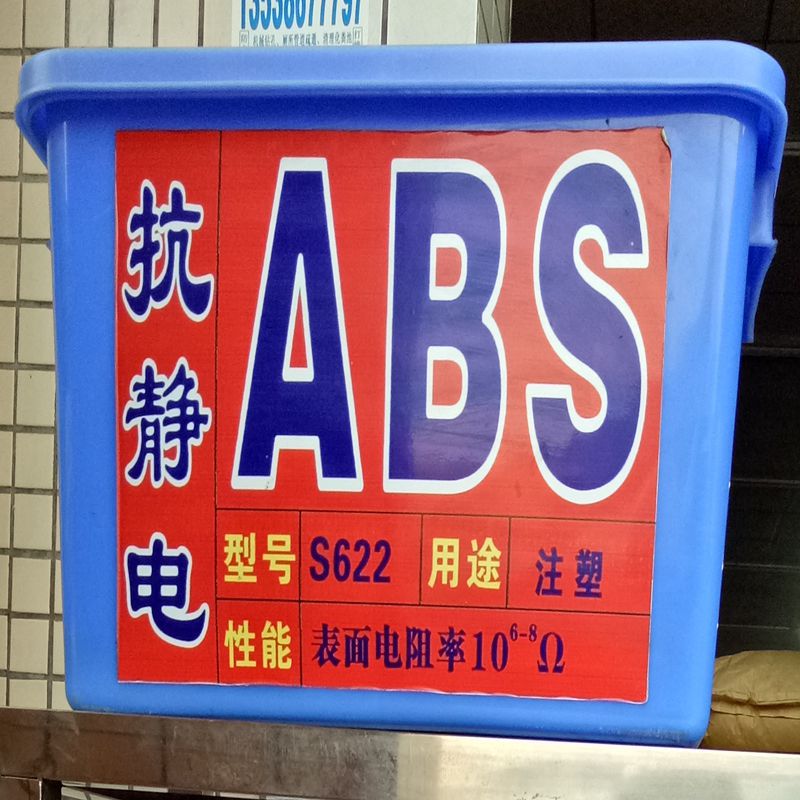 13538677797
抗静电
ABS
型号 S622 用途 注塑
性能 表面电阻率10⁶⁻⁸Ω